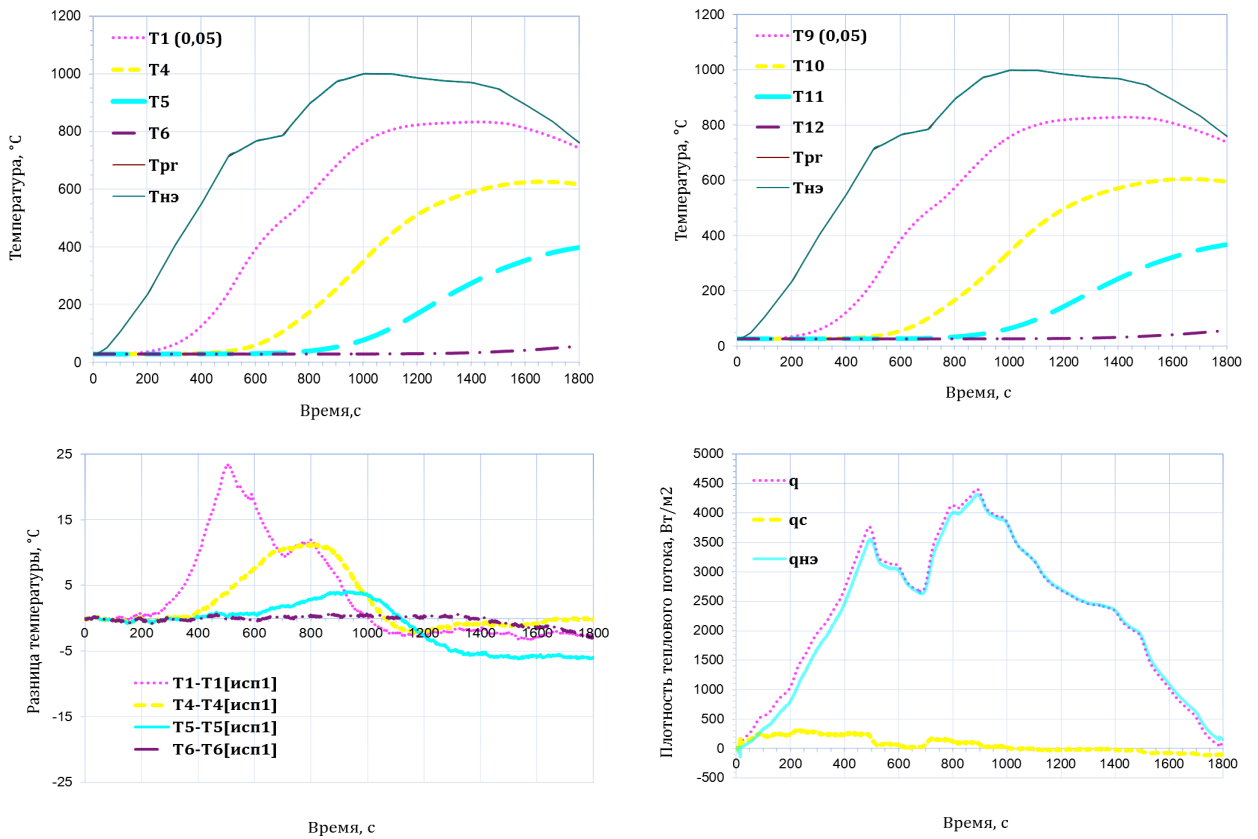 1200
1000
800
600
400
200
0
T1 (0,05)
T4
T5
T6
Tрг
Tнэ
Температура, °C
0 200 400 600 800 1000 1200 1400 1600 1800
Время,с
1200
1000
800
600
400
200
0
T9 (0,05)
T10
T11
T12
Tрг
Tнэ
Температура, °C
0 200 400 600 800 1000 1200 1400 1600 1800
Время, с
25
15
5
-5
-15
-25
Разница температуры, °C
0 200 400 600 800 1000 1200 1400 1600 1800
T1-T1[исп1]
T4-T4[исп1]
T5-T5[исп1]
T6-T6[исп1]
Время, с
5000
4500
4000
3500
3000
2500
2000
1500
1000
500
0
-500
q
qc
qнэ
Плотность теплового потока, Вт/м2
0 200 400 600 800 1000 1200 1400 1600 1800
Время, с